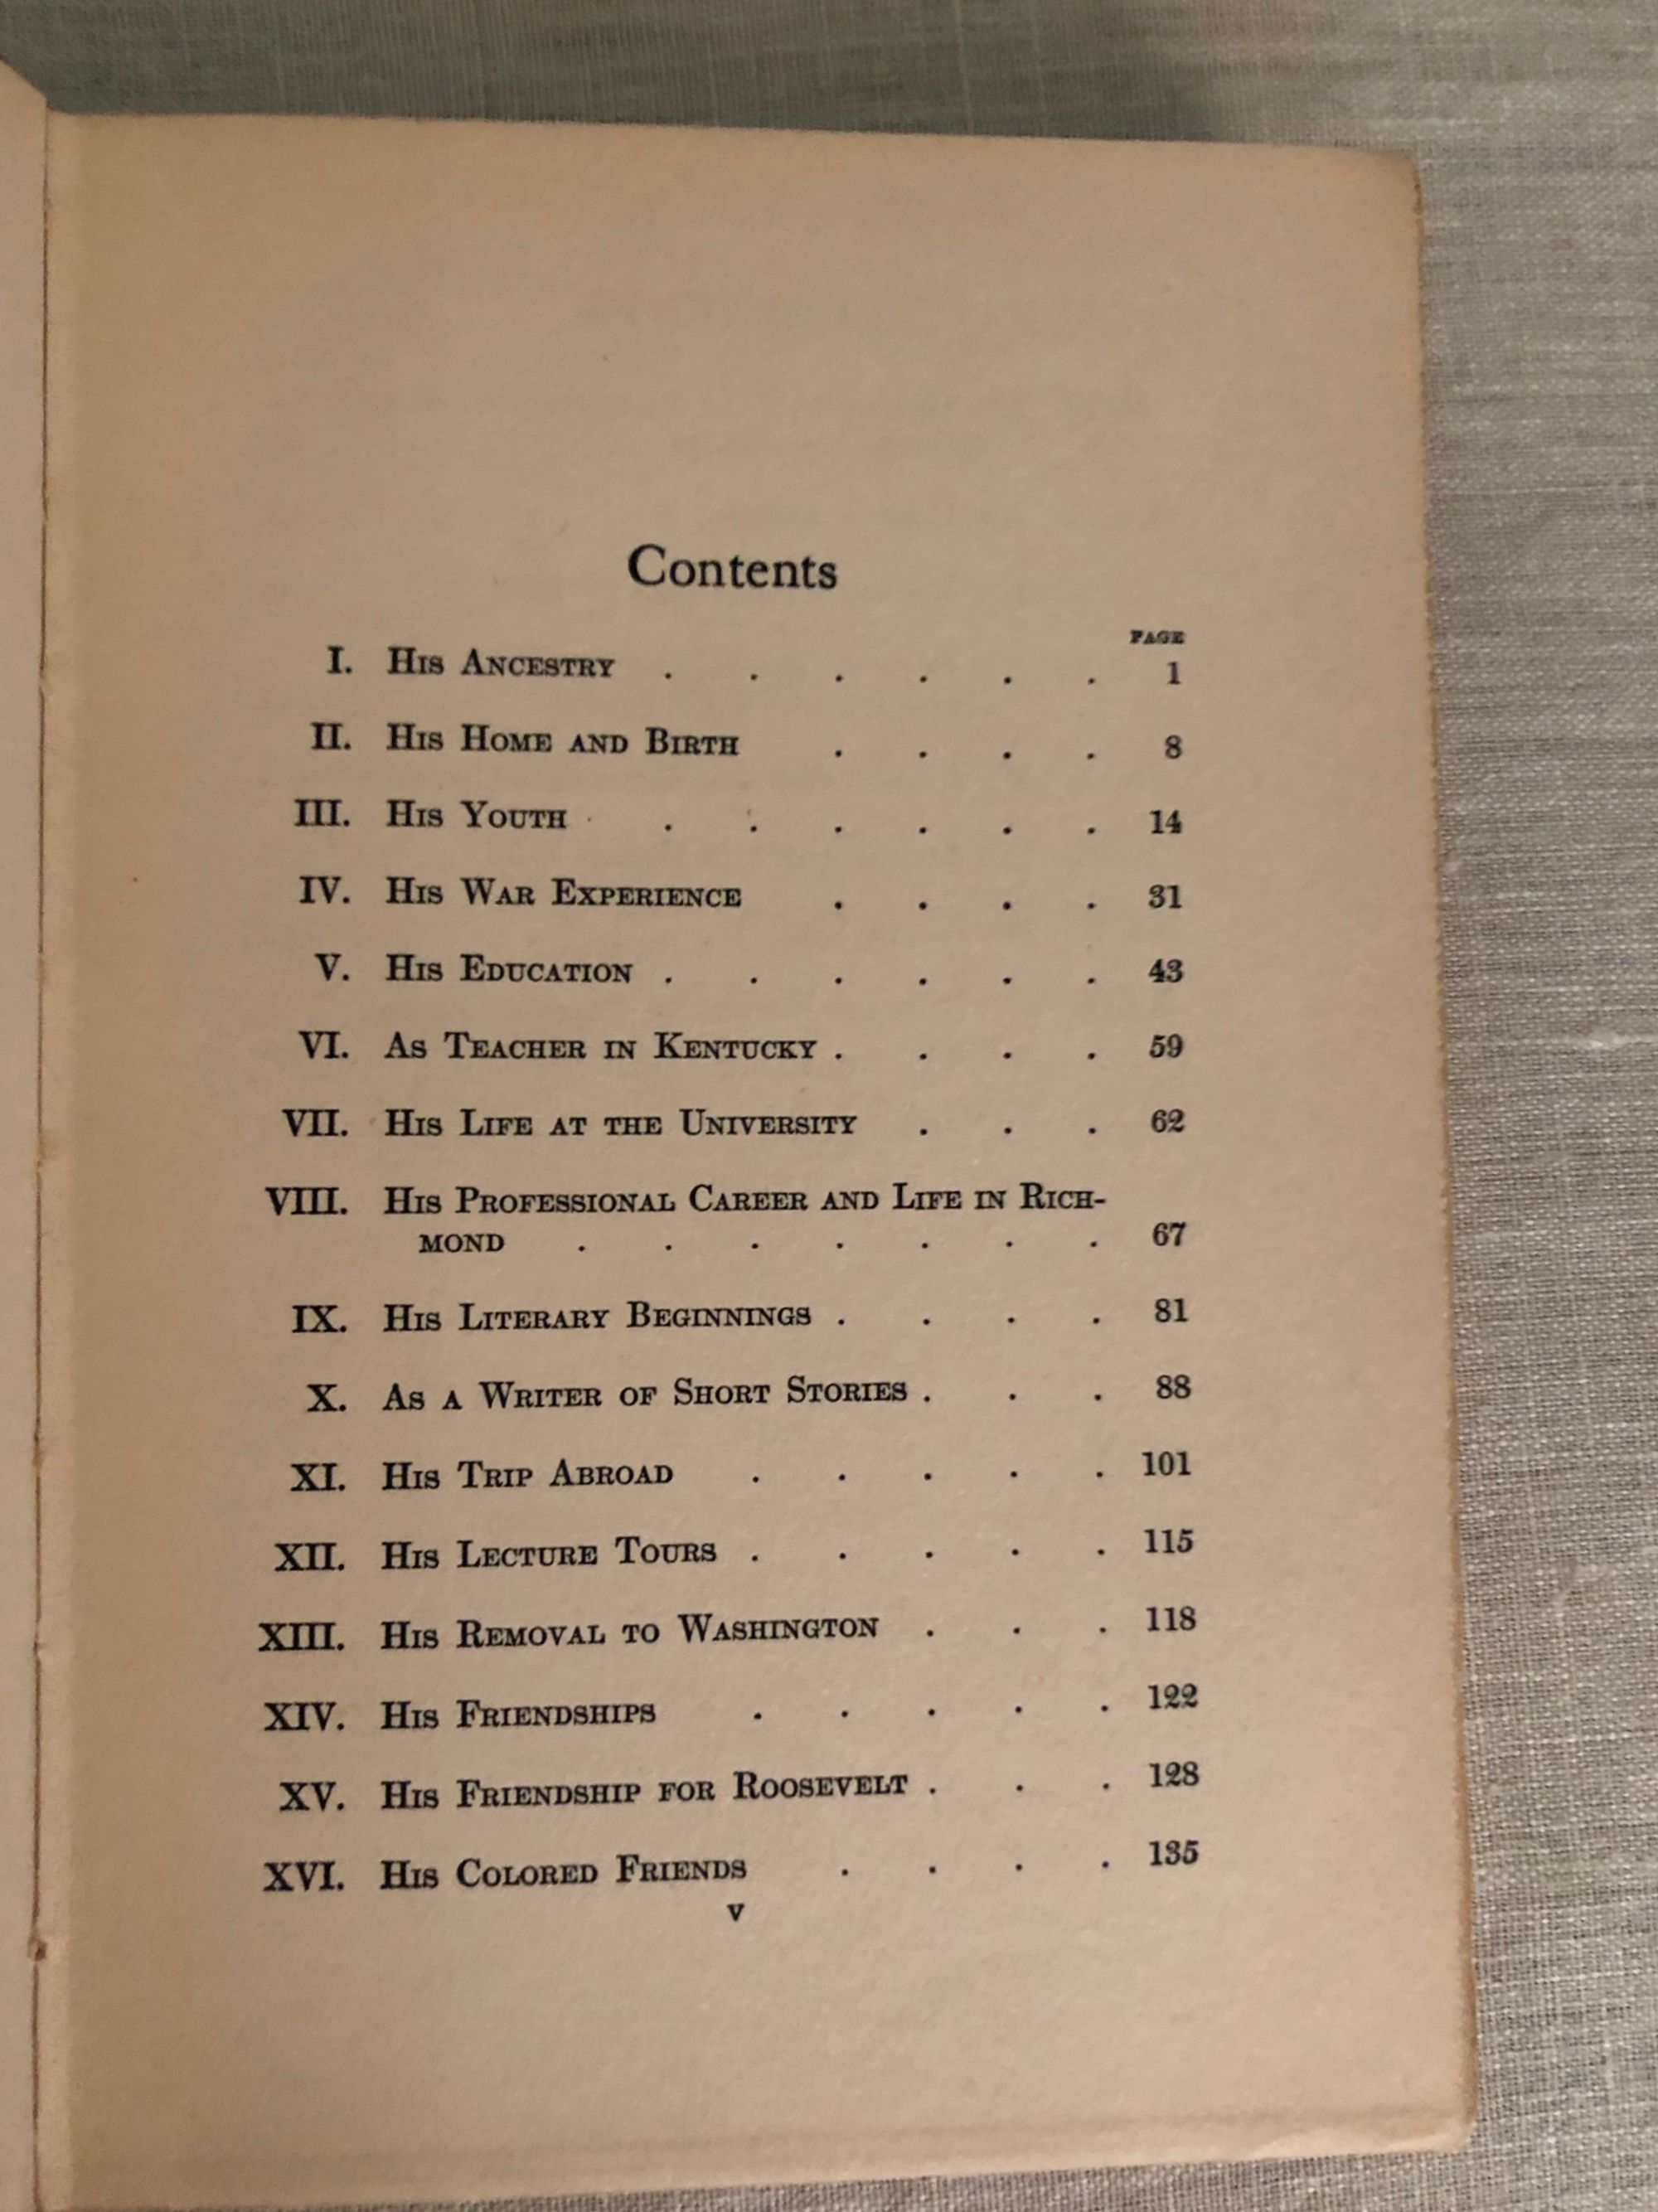 Contents
PAGE
I. His Ancestry . . . . . . 1
II. His Home and Birth . . . . 8
III. His Youth . . . . . . 14
IV. His War Experience . . . . 31
V. His Education . . . . . . 43
VI. As Teacher in Kentucky . . . . 59
VII. His Life at the University . . . 62
VIII. His Professional Career and Life in Rich-
mond . . . . . . . 67
IX. His Literary Beginnings . . . . 81
X. As a Writer of Short Stories . . . 88
XI. His Trip Abroad . . . . . 101
XII. His Lecture Tours . . . . . 115
XIII. His Removal to Washington . . . 118
XIV. His Friendships . . . . . 122
XV. His Friendship for Roosevelt . . . 128
XVI. His Colored Friends . . . . 135
v